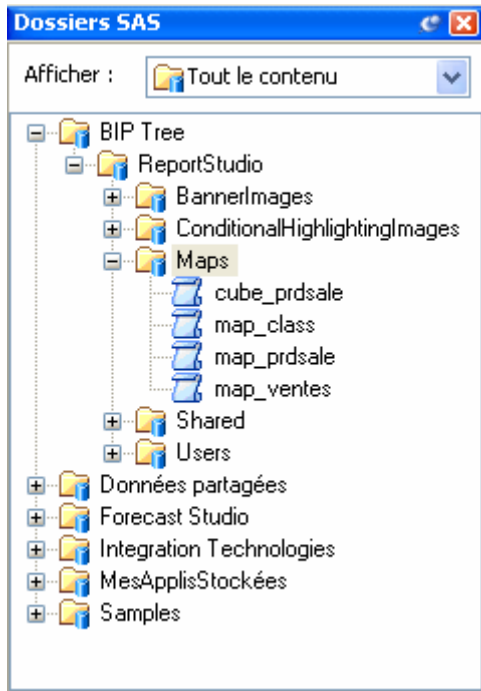 Dossiers SAS
Afficher : Tout le contenu
BIP Tree
ReportStudio
BannerImages
ConditionalHighlightingImages
Maps
cube_prdsale
map_class
map_prdsale
map_ventes
Shared
Users
Données partagées
Forecast Studio
Integration Technologies
MesApplisStockées
Samples